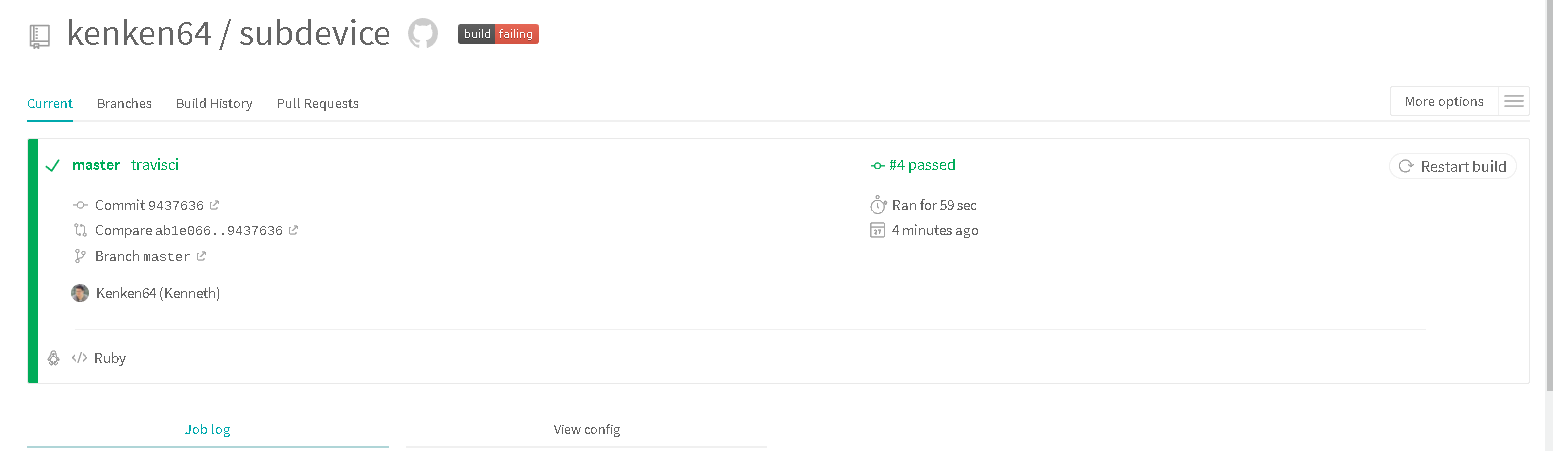 kenken64 / subdevice build failing
Current Branches Build History Pull Requests More options
master travisci #4 passed Restart build
Commit 9437636 Ran for 59 sec
Compare ab1e066..9437636 27 4 minutes ago
Branch master
Kenken64 (Kenneth)
</> Ruby
Job log View config